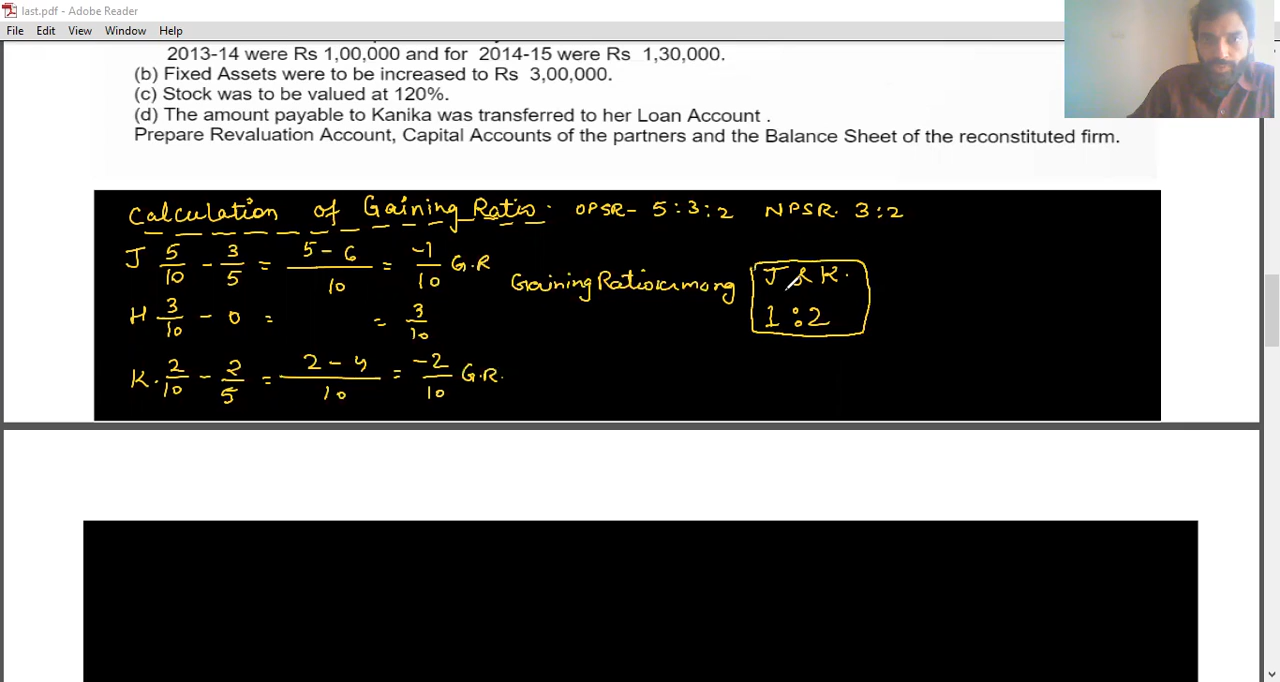 last.pdf - Adobe Reader
File Edit View Window Help
2013-14 were Rs 1,00,000 and for 2014-15 were Rs 1,30,000.
(b) Fixed Assets were to be increased to Rs 3,00,000.
(c) Stock was to be valued at 120%.
(d) The amount payable to Kanika was transferred to her Loan Account .
Prepare Revaluation Account, Capital Accounts of the partners and the Balance Sheet of the reconstituted firm.
Calculation of Gaining Ratio. OPSR- 5:3:2 NPSR. 3:2
J 5/10 - 3/5 = 5-6/10 = -1/10 G.R
Gaining Ratio among J & K.
1:2
H 3/10 - 0 = = 3/10
K. 2/10 - 2/5 = 2-4/10 = -2/10 G.R.